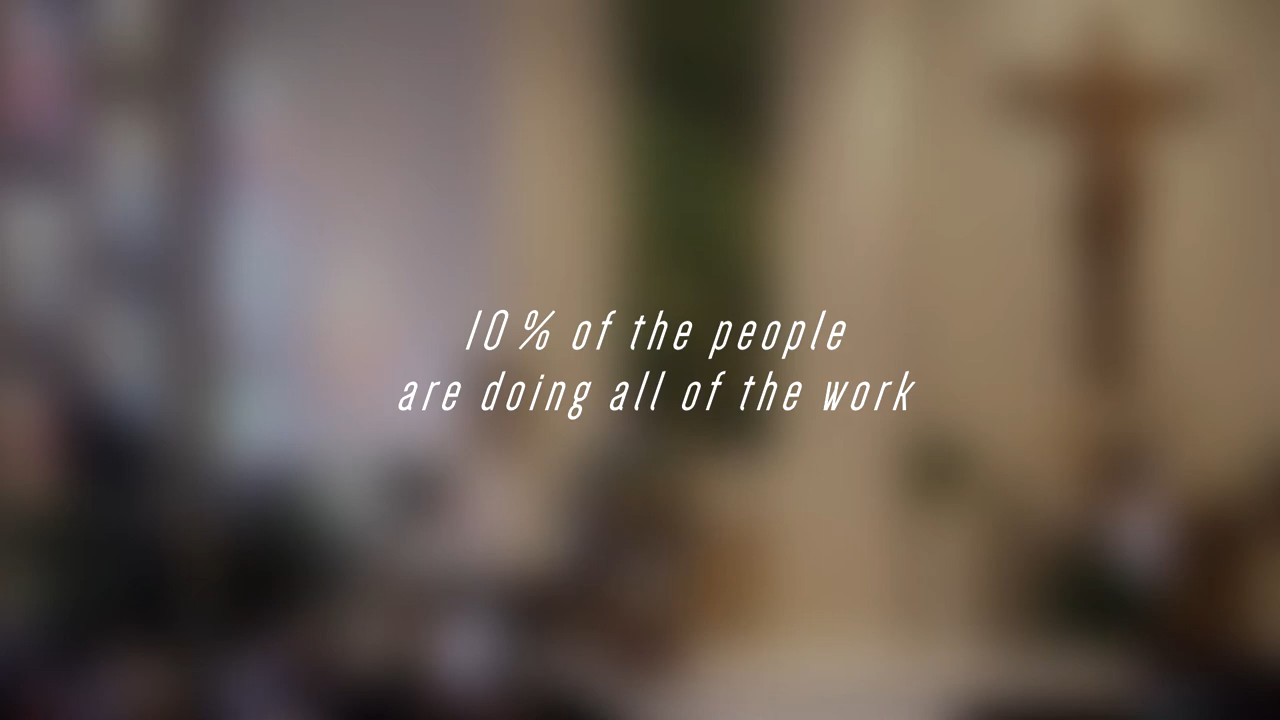 10% of the people
are doing all of the work